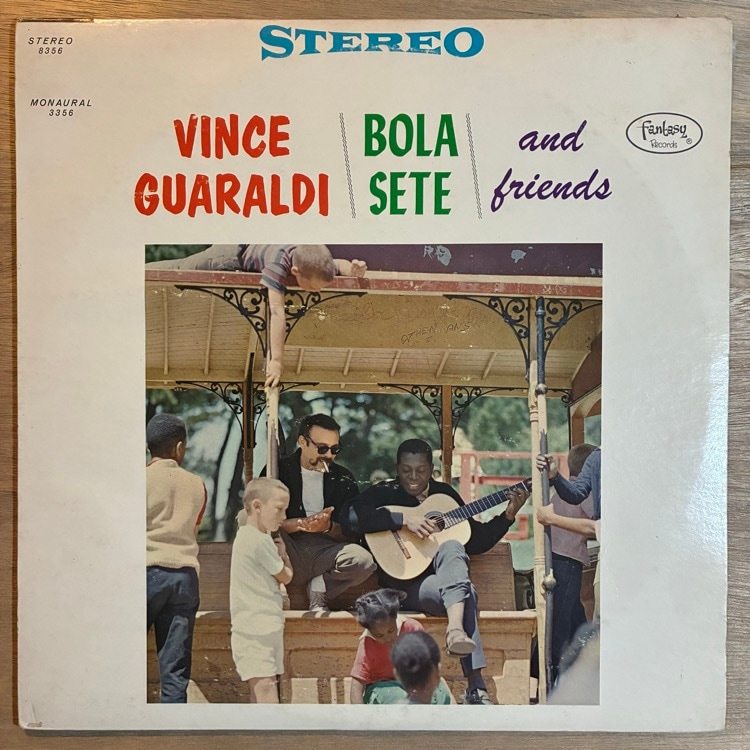 STEREO
8356
STEREO
MONAURAL
3356
VINCE
GUARALDI
BOLA
SETE
and
friends
Fantasy
Records ®